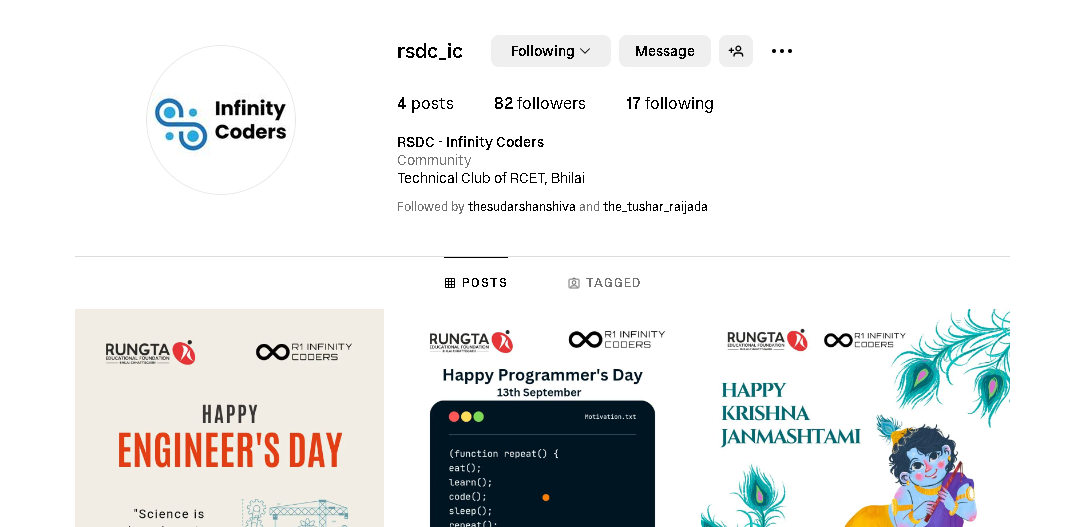 rsdc_ic
Following
Message
4 posts
82 followers
17 following
Infinity
Coders
RSDC - Infinity Coders
Community
Technical Club of RCET, Bhilai
Followed by thesudarshanshiva and the_tushar_raijada
POSTS
TAGGED
RUNGTA
EDUCATIONAL FOUNDATION
R1 INFINITY
CODERS
HAPPY
ENGINEER'S DAY
"Science is
RUNGTA
EDUCATIONAL FOUNDATION
R1 INFINITY
CODERS
Happy Programmer's Day
13th September
Motivation.txt
(function repeat() {
eat();
learn();
code();
sleep();
repeat();
RUNGTA
EDUCATIONAL FOUNDATION
R1 INFINITY
CODERS
HAPPY
KRISHNA
JANMASHTAMI